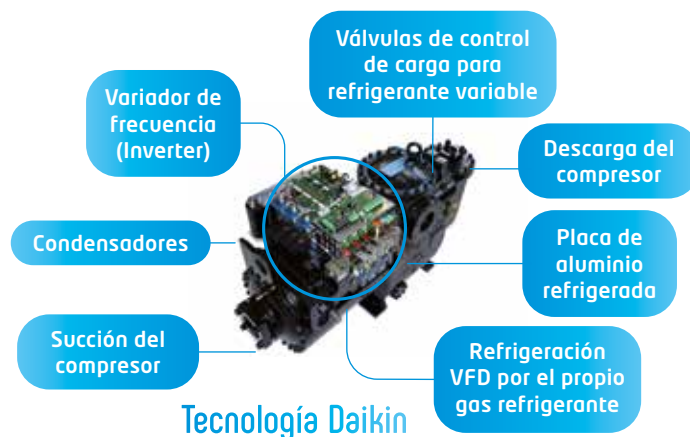 Válvulas de control
de carga para
refrigerante variable
Variador de
frecuencia
(Inverter)
Descarga del
compresor
Condensadores
Placa de
aluminio
refrigerada
Succión del
compresor
Refrigeración
VFD por el propio
gas refrigerante
Tecnología Daikin